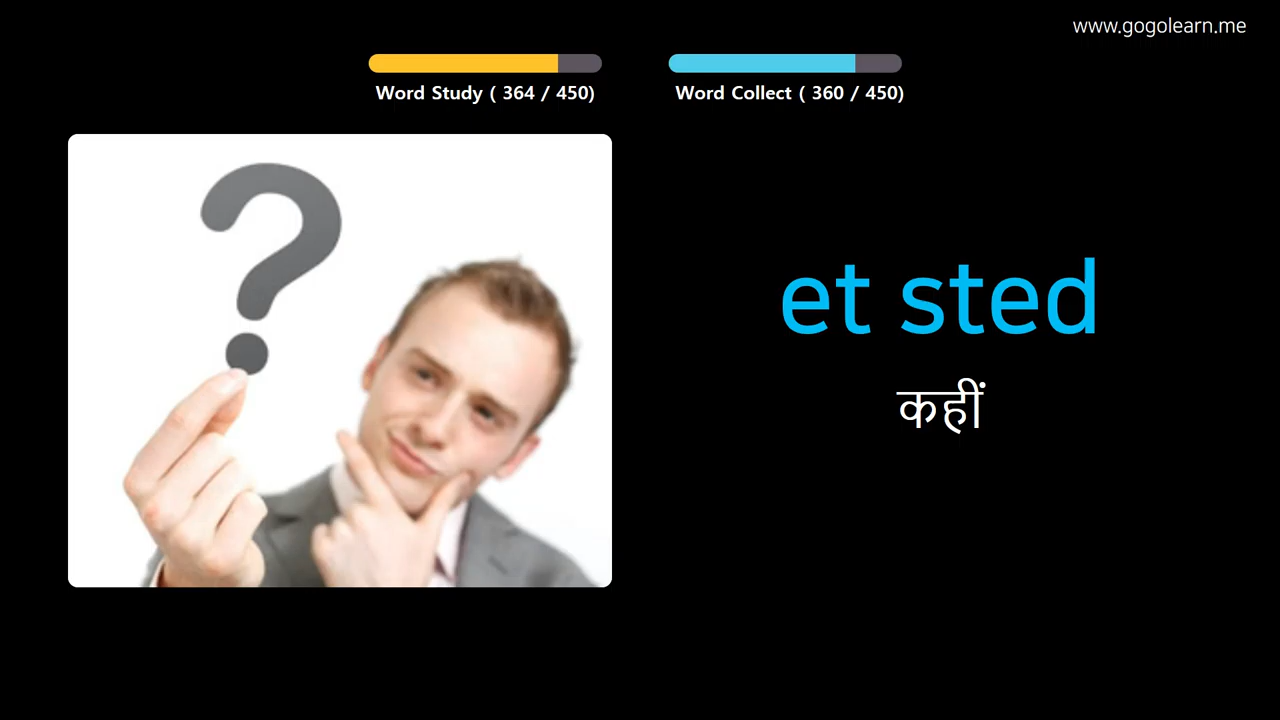 www.gogolearn.me
Word Study ( 364 / 450)
Word Collect ( 360 / 450)
et sted
कहीं